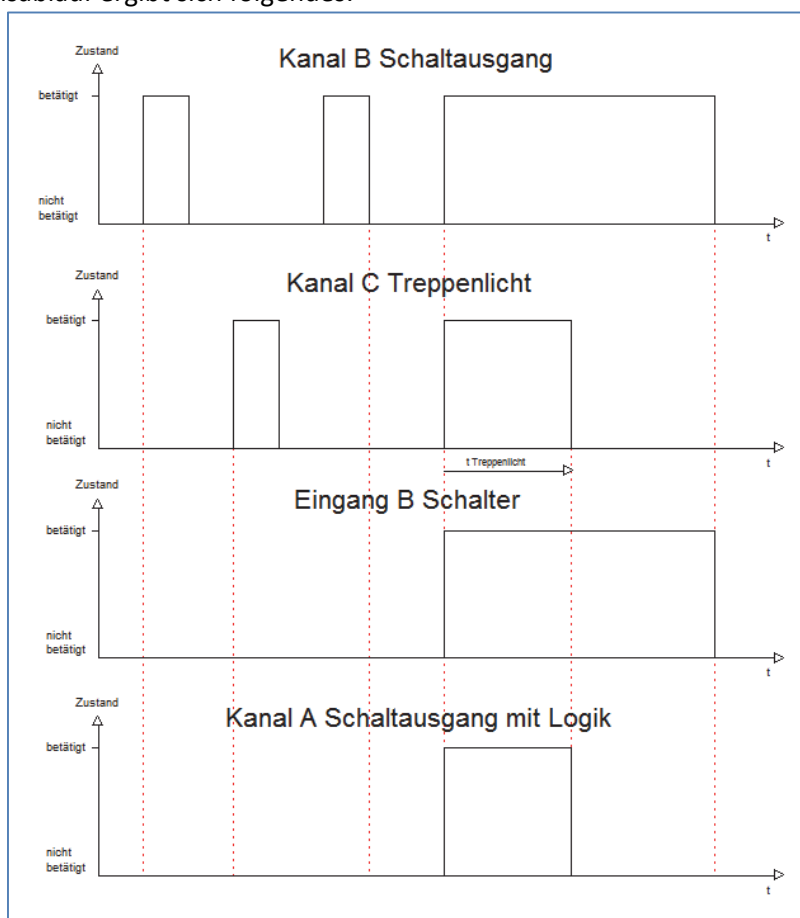 Kanal B Schaltausgang
Zustand
betätigt
nicht
betätigt
t
Kanal C Treppenlicht
Zustand
betätigt
nicht
betätigt
t
t Treppenlicht
Eingang B Schalter
Zustand
betätigt
nicht
betätigt
t
Kanal A Schaltausgang mit Logik
Zustand
betätigt
nicht
betätigt
t